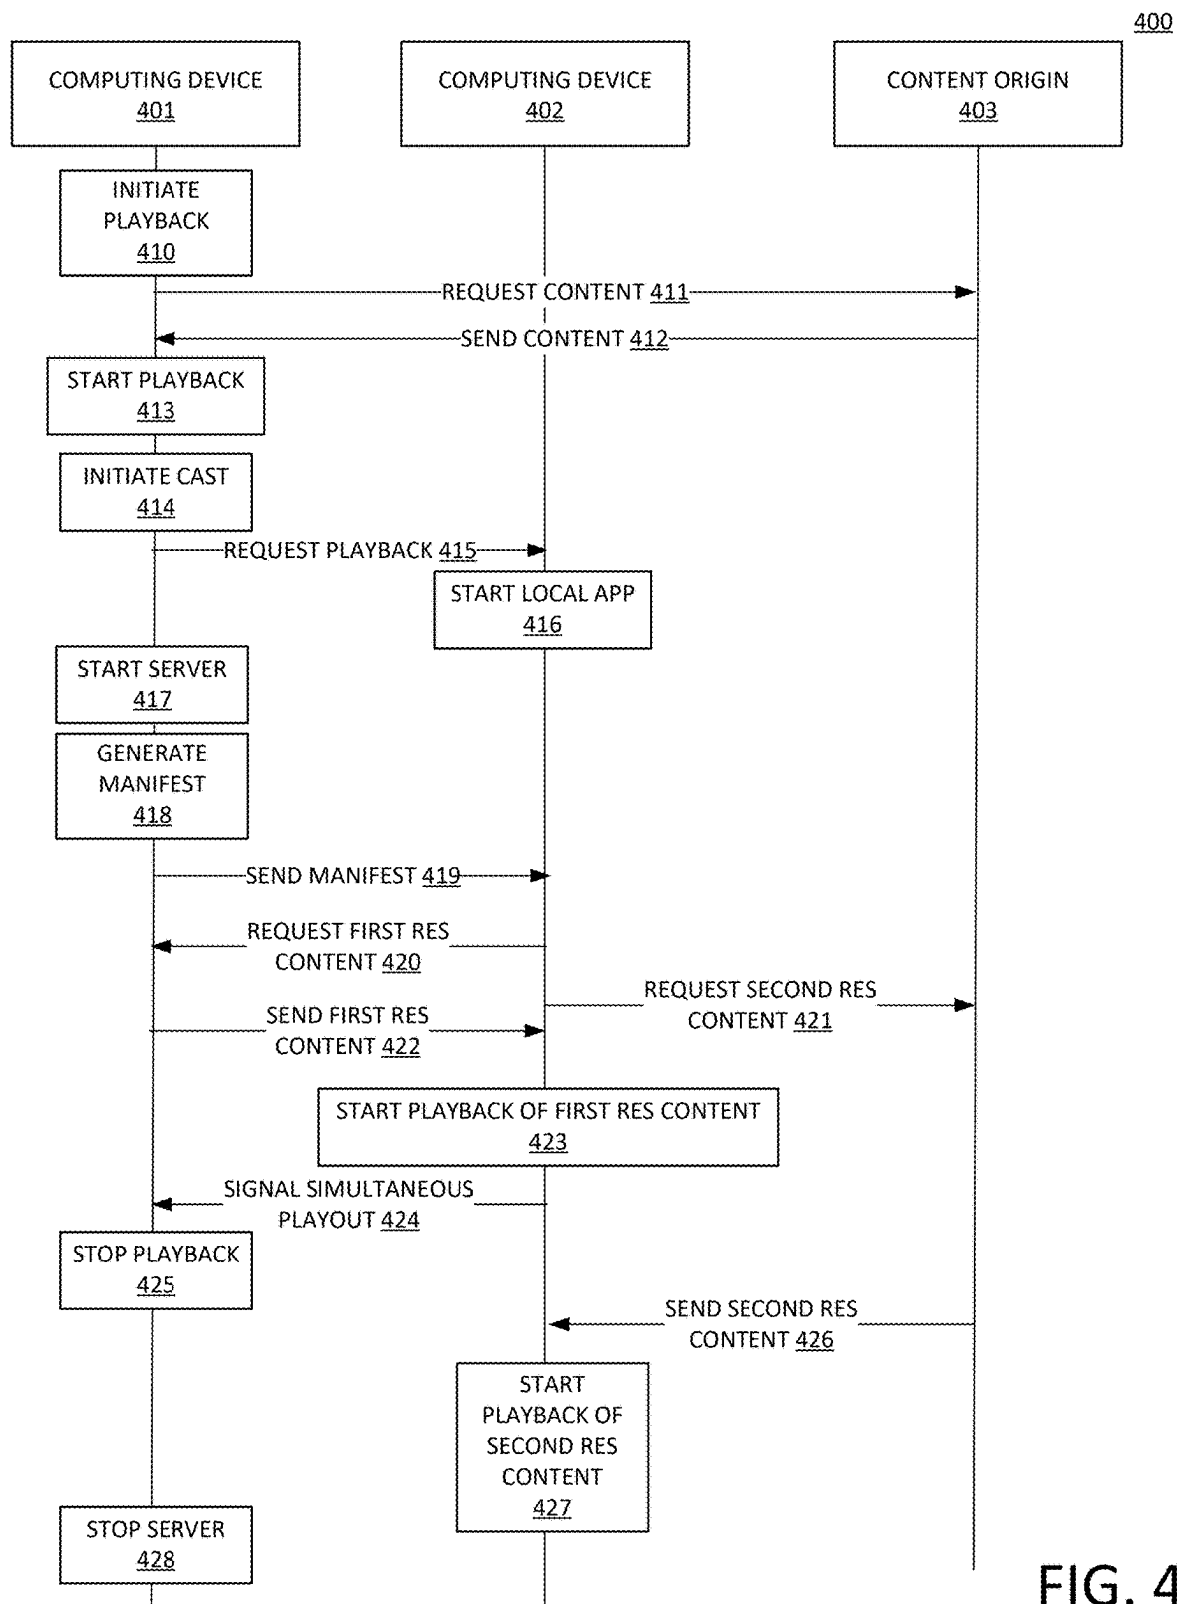 400
COMPUTING DEVICE
401
COMPUTING DEVICE
402
CONTENT ORIGIN
403
INITIATE
PLAYBACK
410
REQUEST CONTENT 411
SEND CONTENT 412
START PLAYBACK
413
INITIATE CAST
414
REQUEST PLAYBACK 415
START LOCAL APP
416
START SERVER
417
GENERATE
MANIFEST
418
SEND MANIFEST 419
REQUEST FIRST RES
CONTENT 420
REQUEST SECOND RES
CONTENT 421
SEND FIRST RES
CONTENT 422
START PLAYBACK OF FIRST RES CONTENT
423
SIGNAL SIMULTANEOUS
PLAYOUT 424
STOP PLAYBACK
425
SEND SECOND RES
CONTENT 426
START
PLAYBACK OF
SECOND RES
CONTENT
427
STOP SERVER
428
FIG. 4